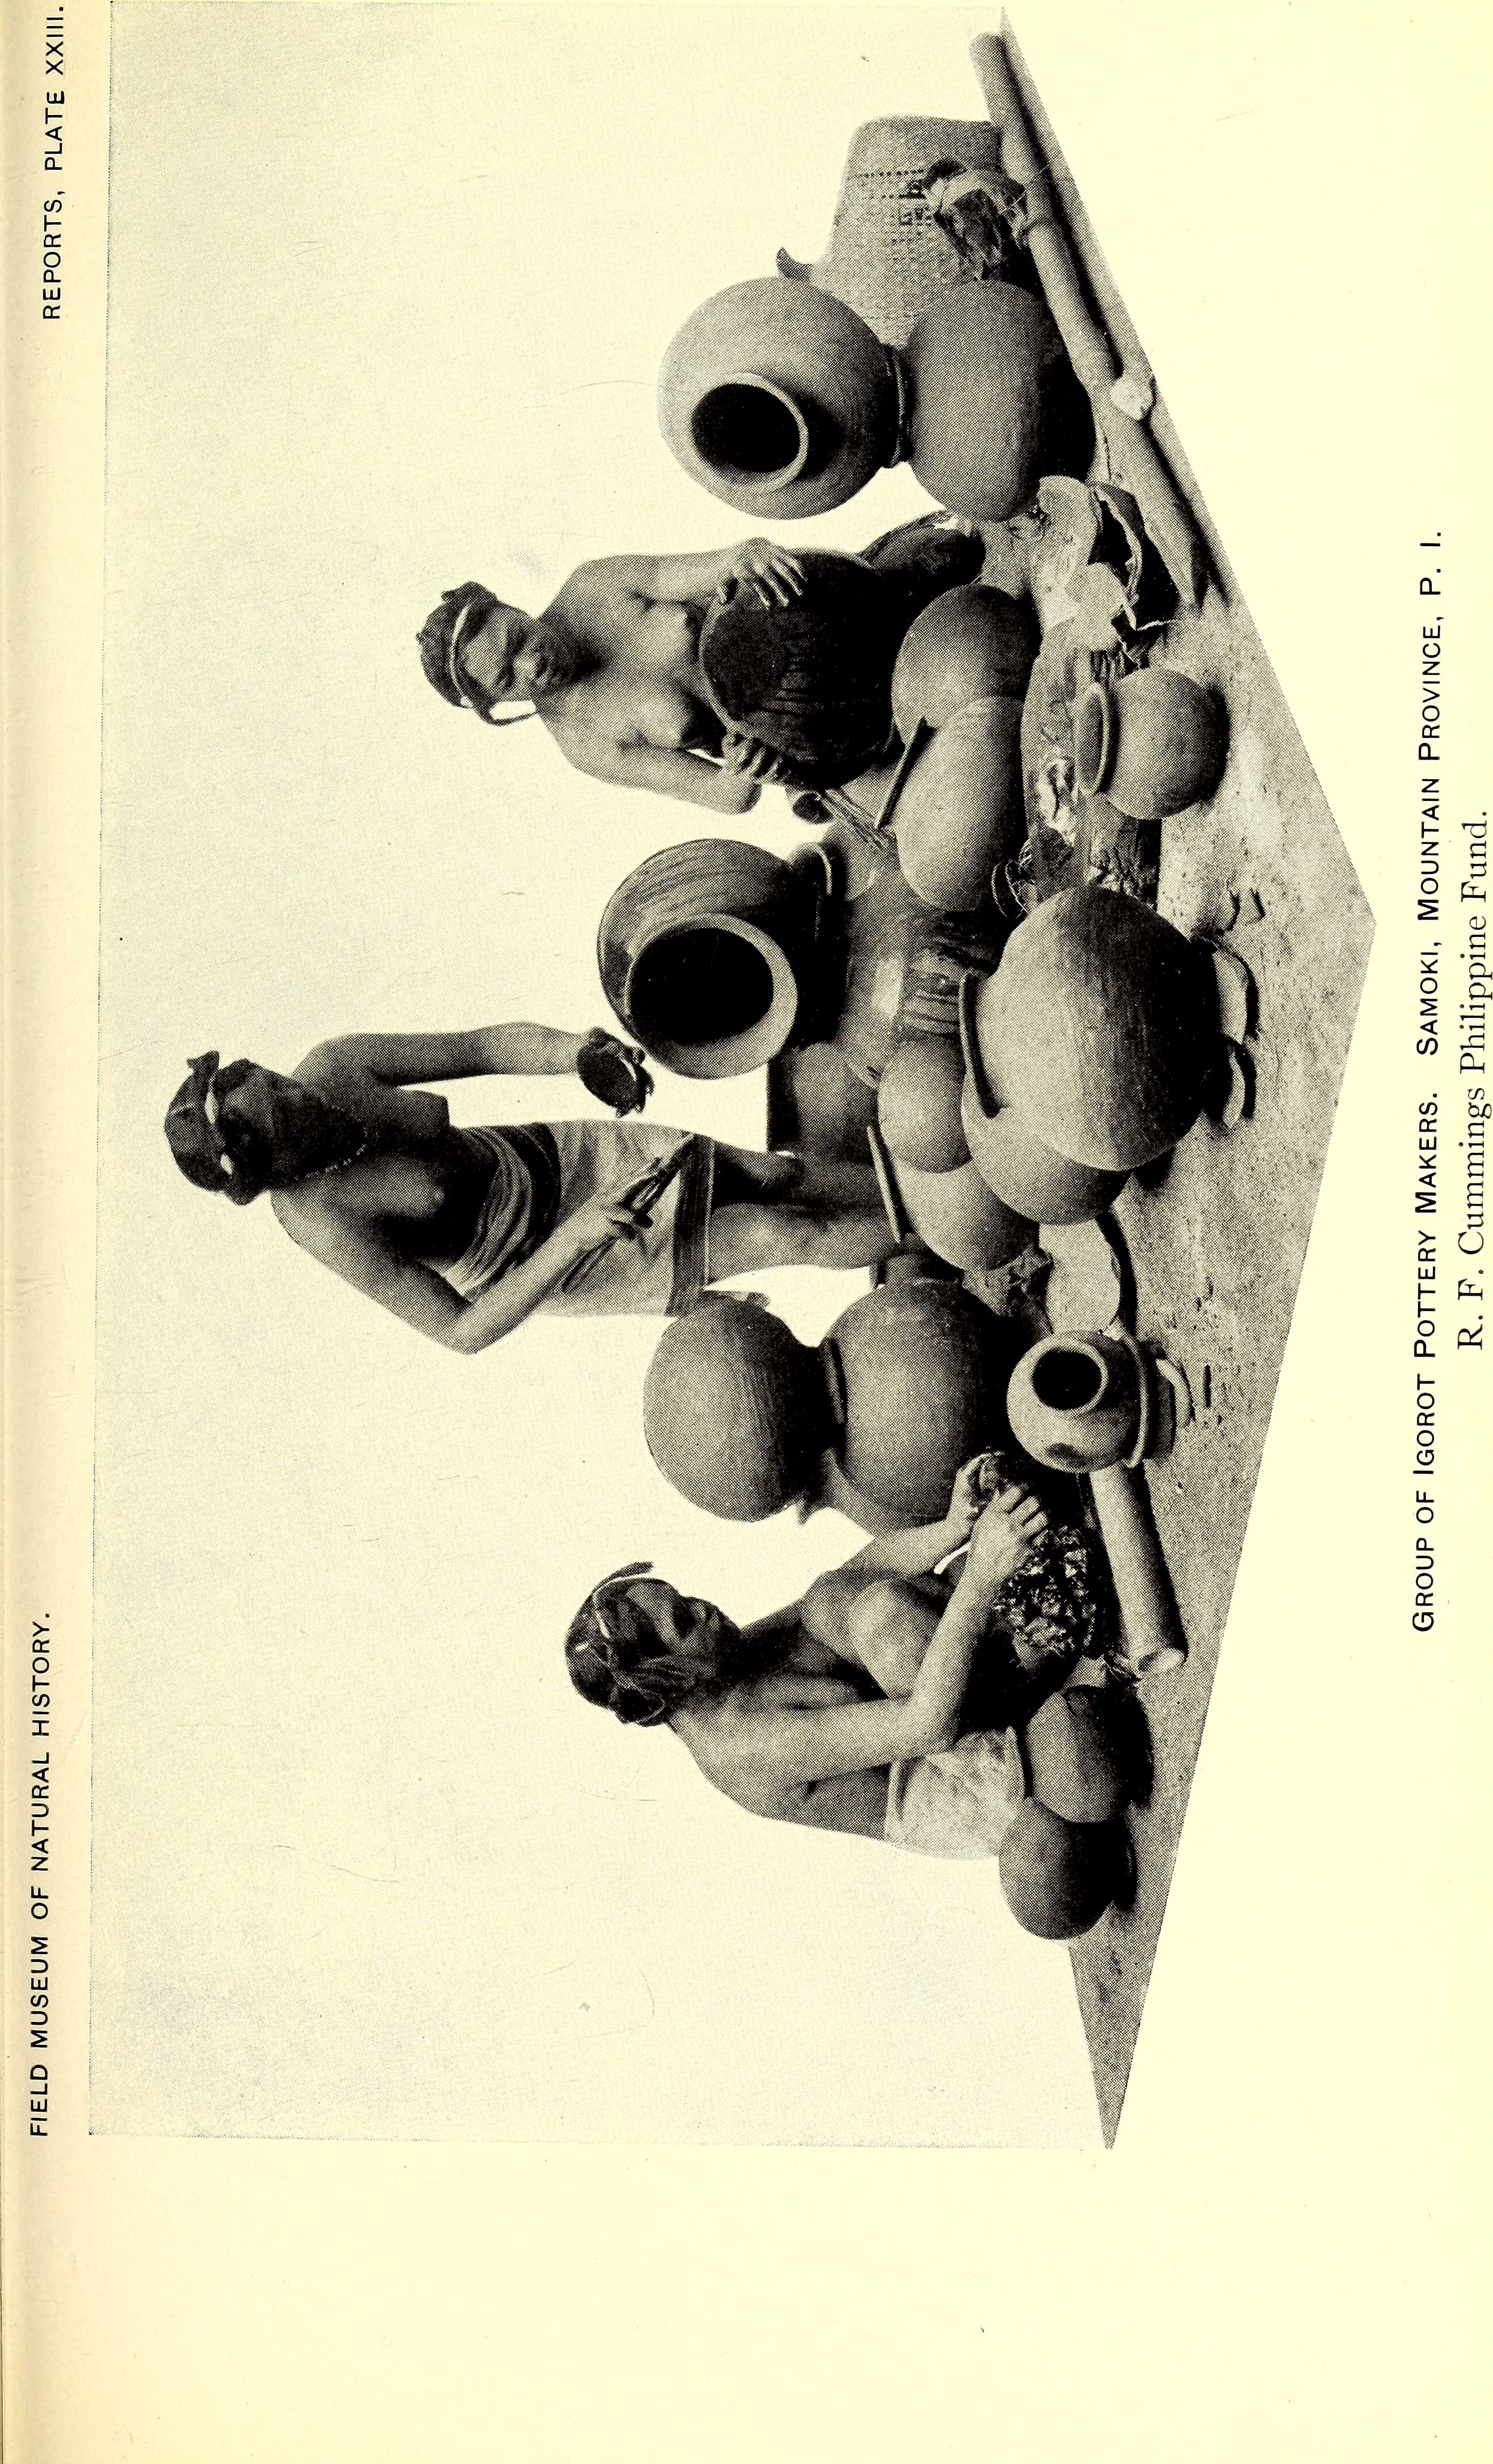 FIELD MUSEUM OF NATURAL HISTORY.
REPORTS, PLATE XXIII.
GROUP OF IGOROT POTTERY MAKERS. SAMOKI, MOUNTAIN PROVINCE, P. I.
R. F. Cummings Philippine Fund.